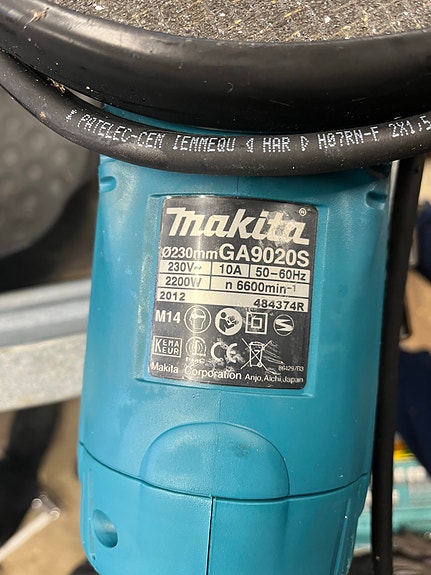 PATELEC-CEM IEMMEQU ◁ HAR ▷ H07RN-F 2X1,5
makita®
Ø230mm GA9020S
230V~ 10A 50-60Hz
2200W n 6600min⁻¹
2012 484374R
M14
KEMA
KEUR
CE
Makita Corporation Anjo, Aichi, Japan